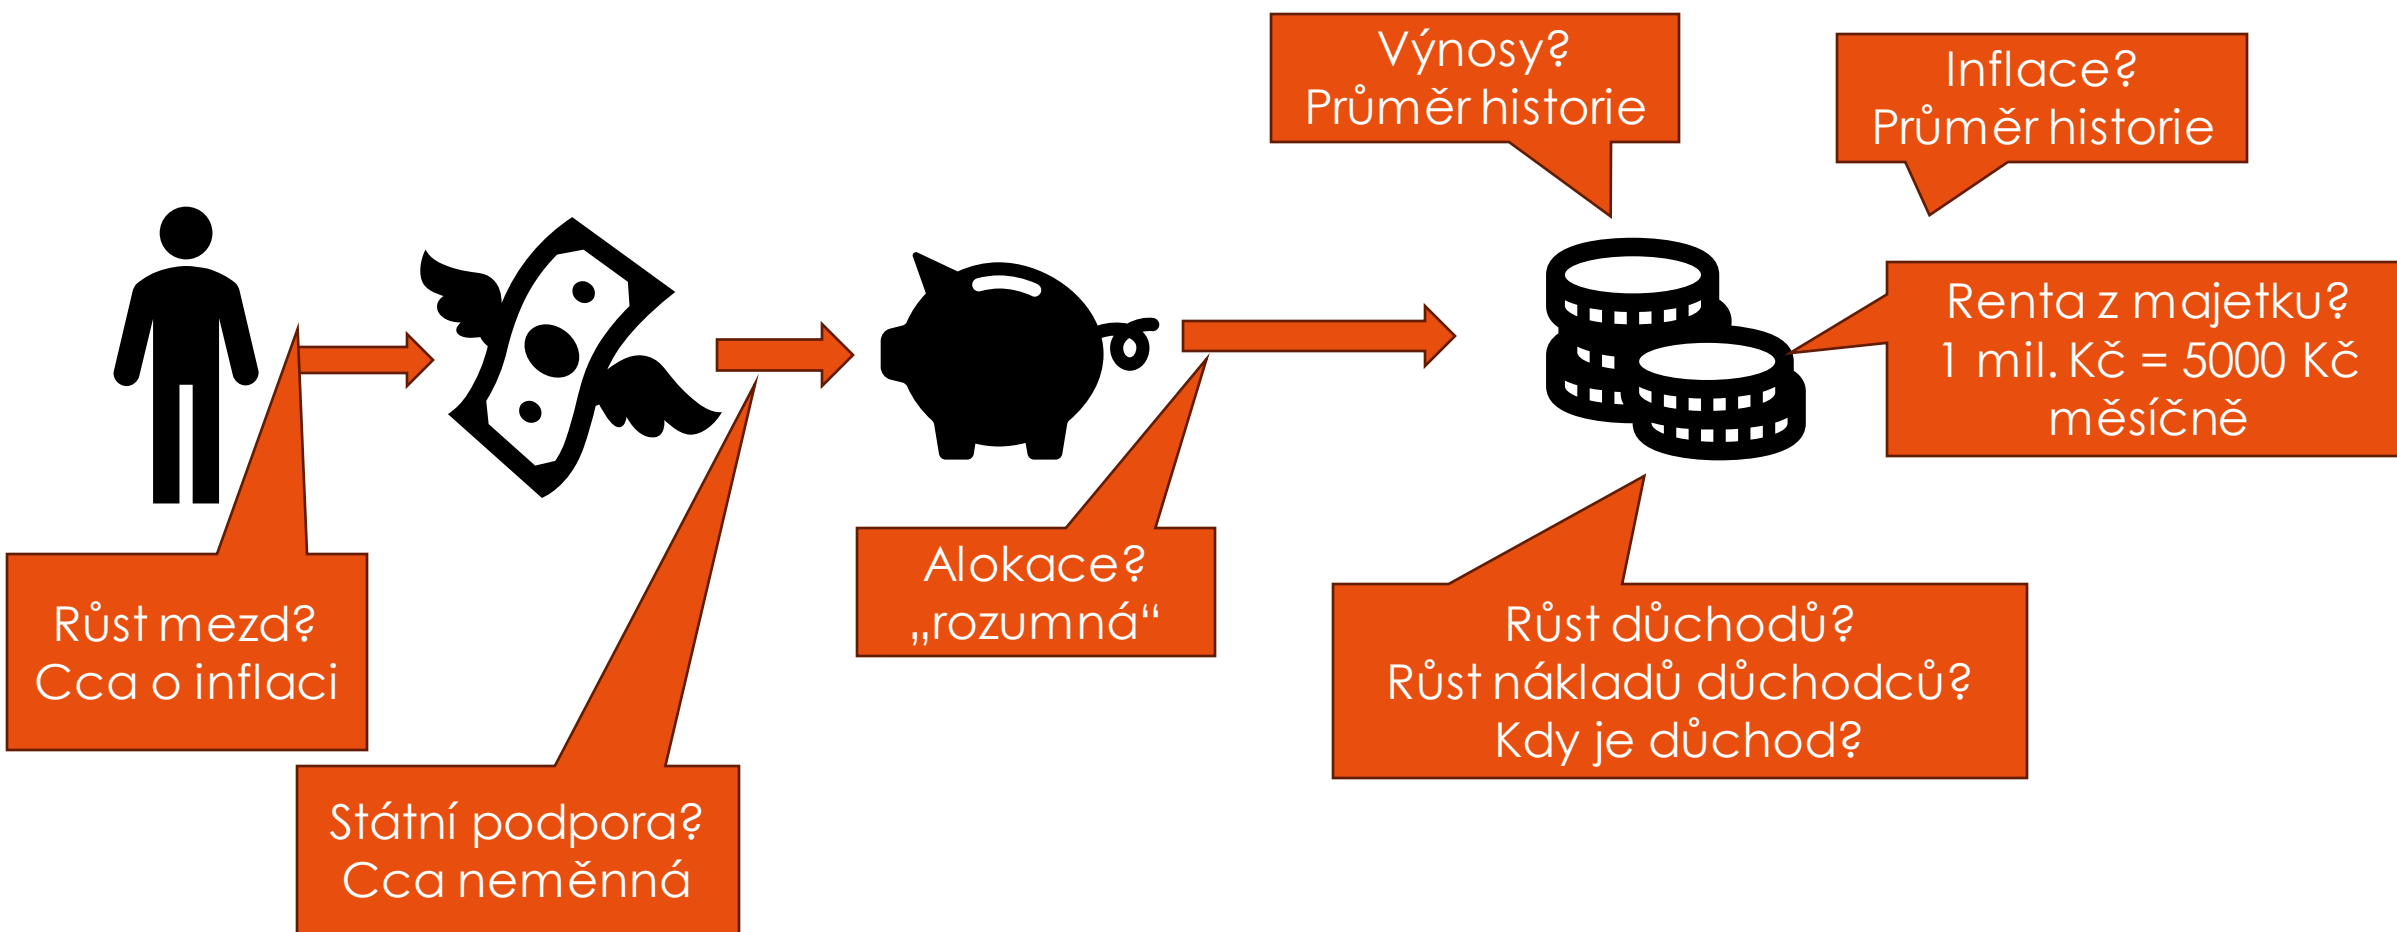 Výnosy?
Průměr historie
Inflace?
Průměr historie
Renta z majetku?
1 mil. Kč = 5000 Kč
měsíčně
Růst mezd?
Cca o inflaci
Státní podpora?
Cca neměnná
Alokace?
„rozumná“
Růst důchodů?
Růst nákladů důchodců?
Kdy je důchod?